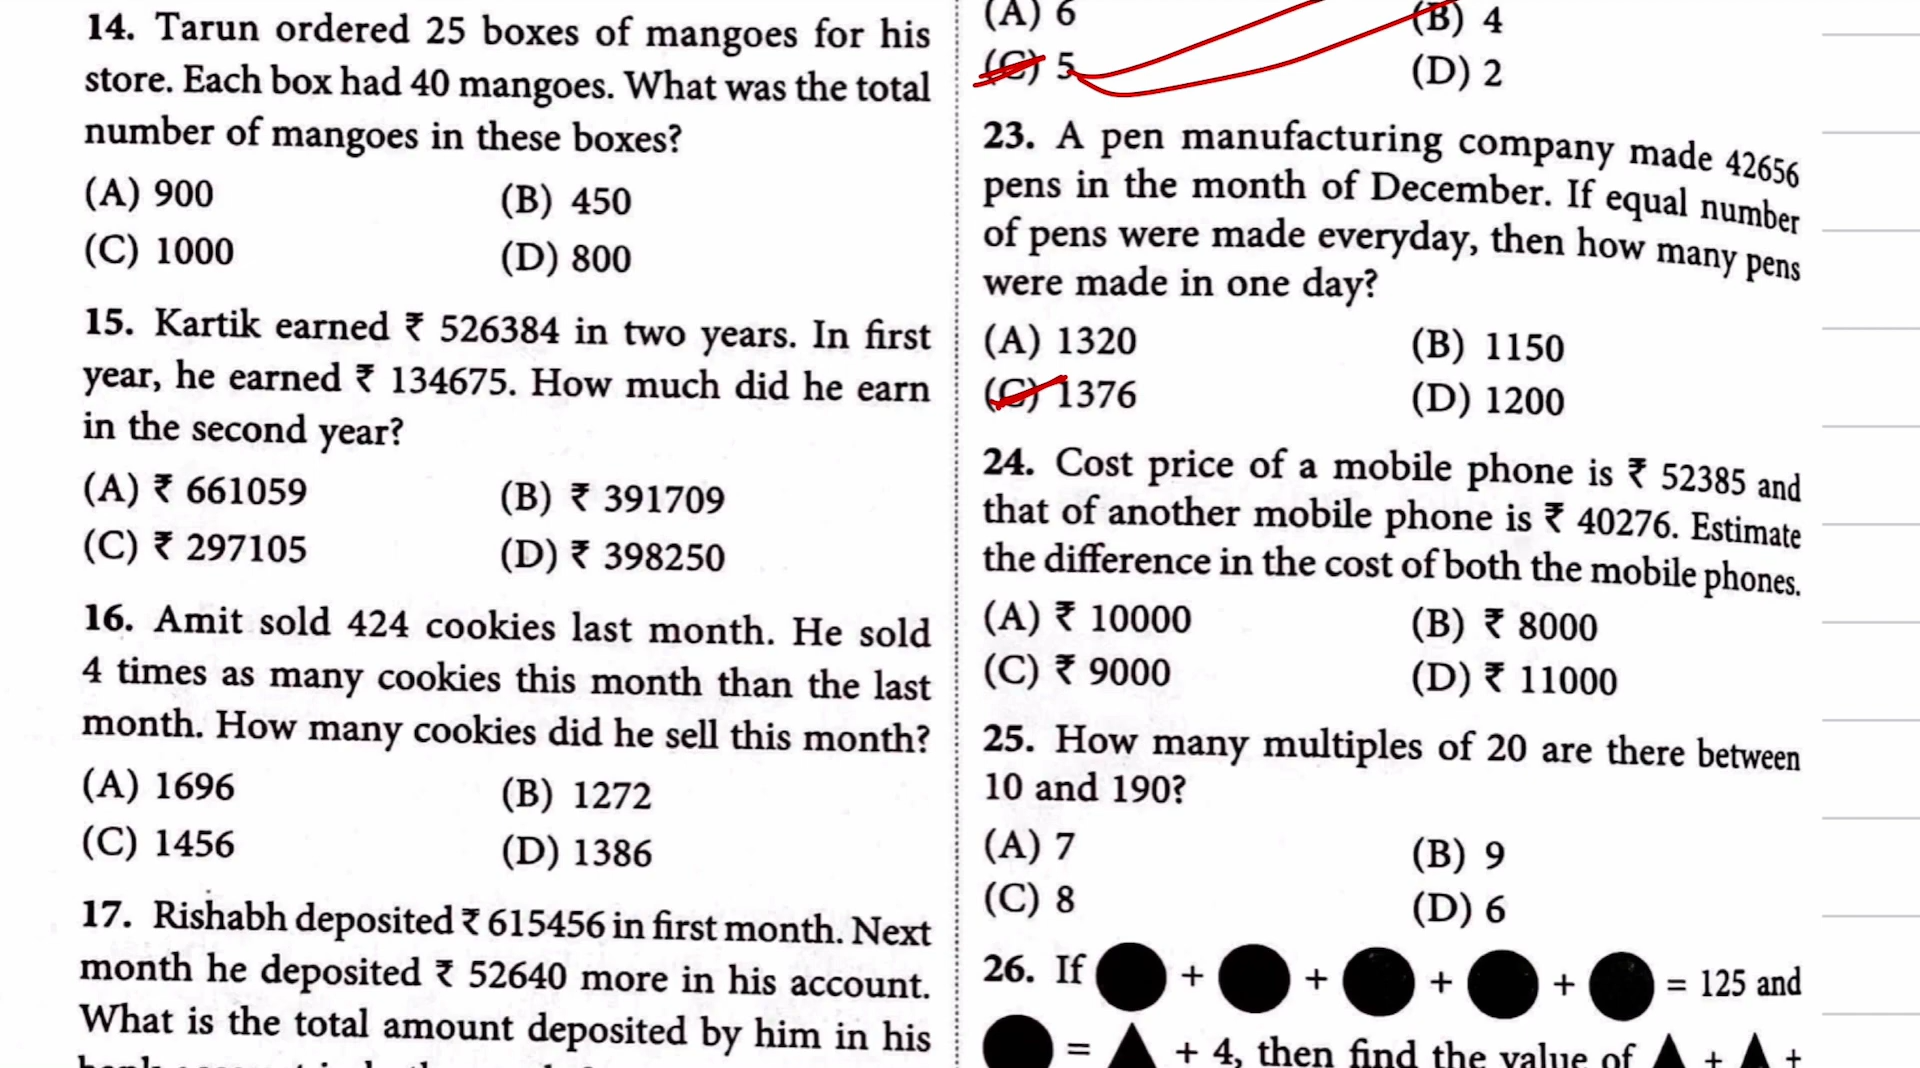 14. Tarun ordered 25 boxes of mangoes for his
store. Each box had 40 mangoes. What was the total
number of mangoes in these boxes?
(A) 900 (B) 450
(C) 1000 (D) 800
15. Kartik earned ₹ 526384 in two years. In first
year, he earned ₹ 134675. How much did he earn
in the second year?
(A) ₹ 661059 (B) ₹ 391709
(C) ₹ 297105 (D) ₹ 398250
16. Amit sold 424 cookies last month. He sold
4 times as many cookies this month than the last
month. How many cookies did he sell this month?
(A) 1696 (B) 1272
(C) 1456 (D) 1386
17. Rishabh deposited ₹ 615456 in first month. Next
month he deposited ₹ 52640 more in his account.
What is the total amount deposited by him in his
(A) 6 (B) 4
(C) 5 (D) 2
23. A pen manufacturing company made 42656
pens in the month of December. If equal number
of pens were made everyday, then how many pens
were made in one day?
(A) 1320 (B) 1150
(C) 1376 (D) 1200
24. Cost price of a mobile phone is ₹ 52385 and
that of another mobile phone is ₹ 40276. Estimate
the difference in the cost of both the mobile phones.
(A) ₹ 10000 (B) ₹ 8000
(C) ₹ 9000 (D) ₹ 11000
25. How many multiples of 20 are there between
10 and 190?
(A) 7 (B) 9
(C) 8 (D) 6
26. If + + + + = 125 and
= + 4, then find the value of + +